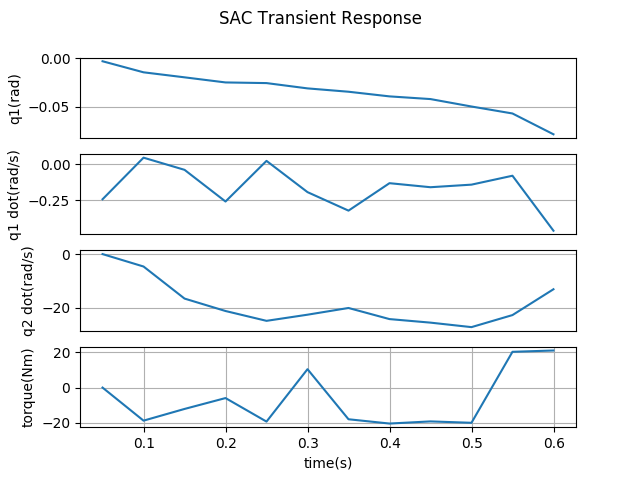 SAC Transient Response
0.00
−0.05
q1(rad)
0.00
−0.25
q1 dot(rad/s)
0
−20
q2 dot(rad/s)
20
0
−20
torque(Nm)
0.1 0.2 0.3 0.4 0.5 0.6
time(s)